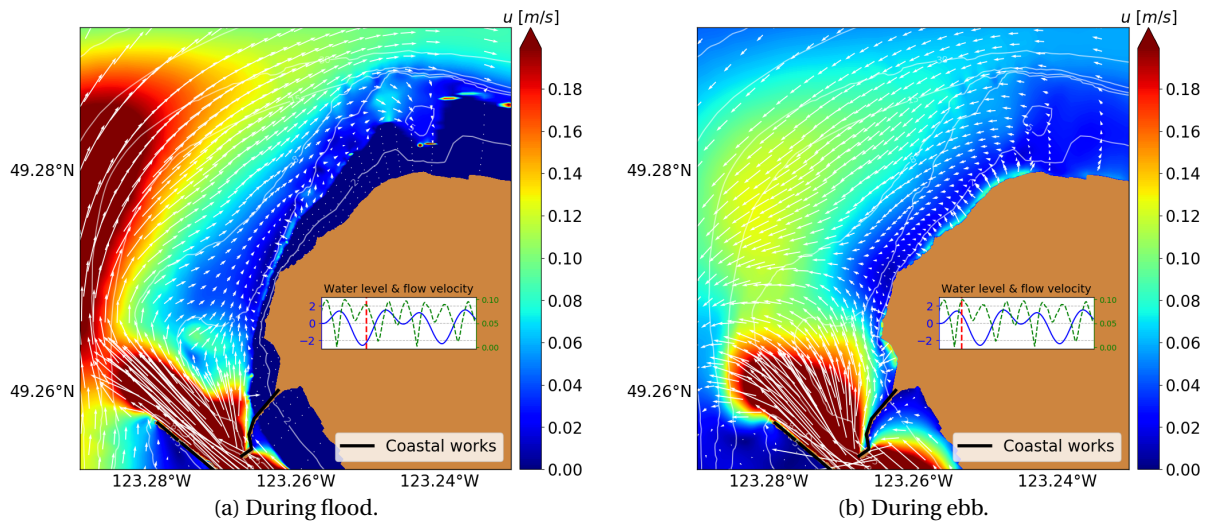 u [m/s]
0.18
0.16
49.28°N
0.14
0.12
0.10
0.08
Water level & flow velocity
2
0
−2
0.10
0.05
0.00
0.06
0.04
49.26°N
0.02
Coastal works
0.00
123.28°W
123.26°W
123.24°W
(a) During flood.
u [m/s]
0.18
0.16
49.28°N
0.14
0.12
0.10
0.08
Water level & flow velocity
2
0
−2
0.10
0.05
0.00
0.06
0.04
49.26°N
0.02
Coastal works
0.00
123.28°W
123.26°W
123.24°W
(b) During ebb.